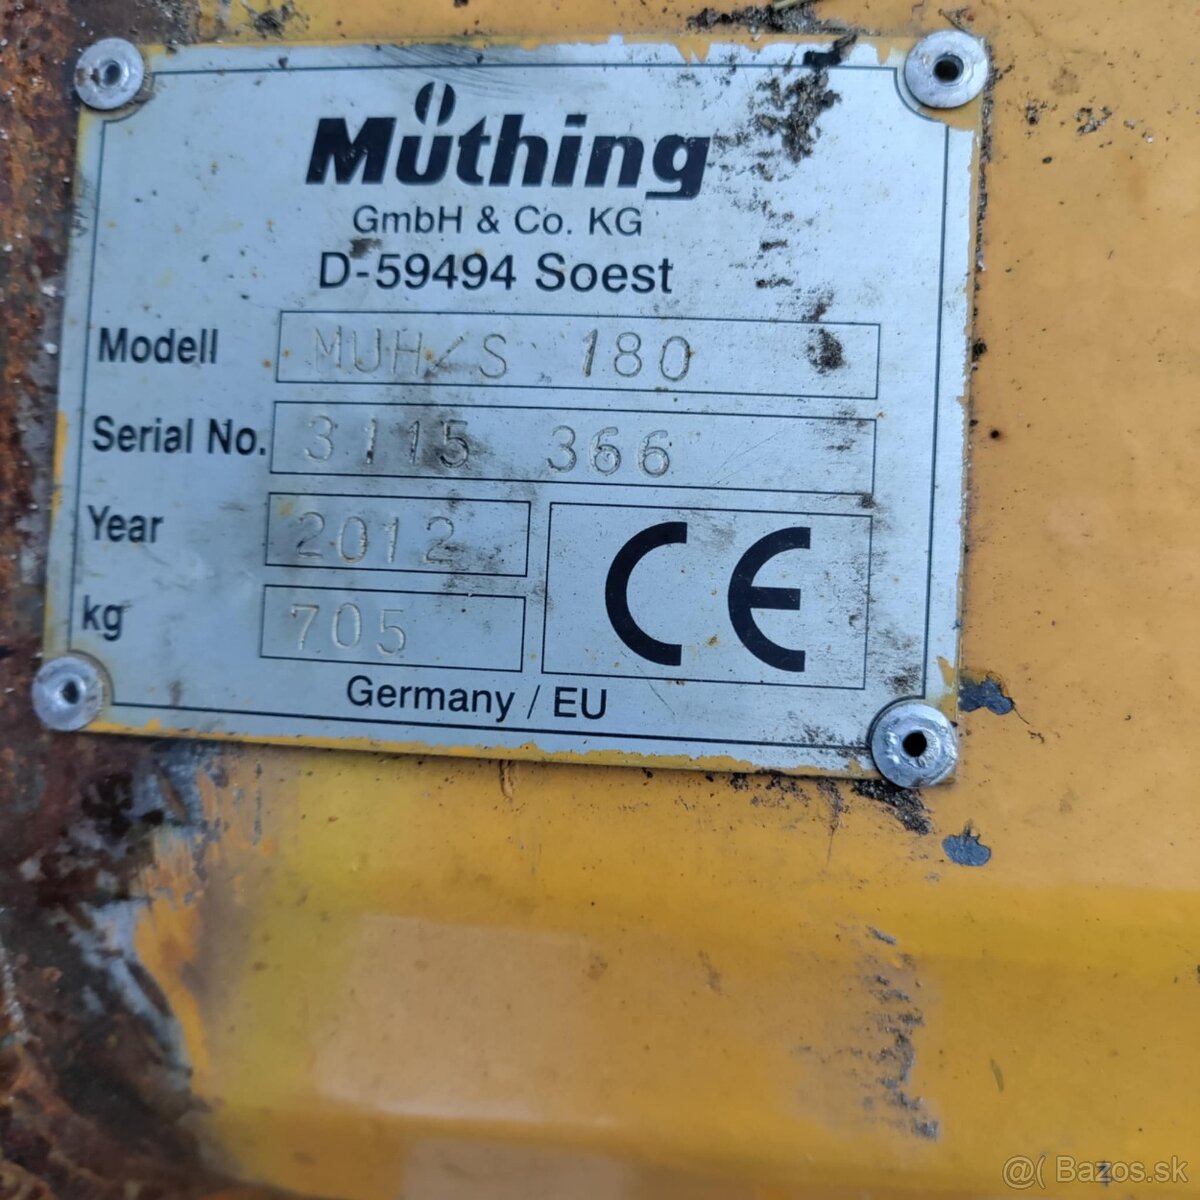 Müthing
GmbH & Co. KG
D-59494 Soest
Modell MUH/S 180
Serial No. 3115 366
Year 2012
kg 705
CE
Germany / EU
@( Bazos.sk